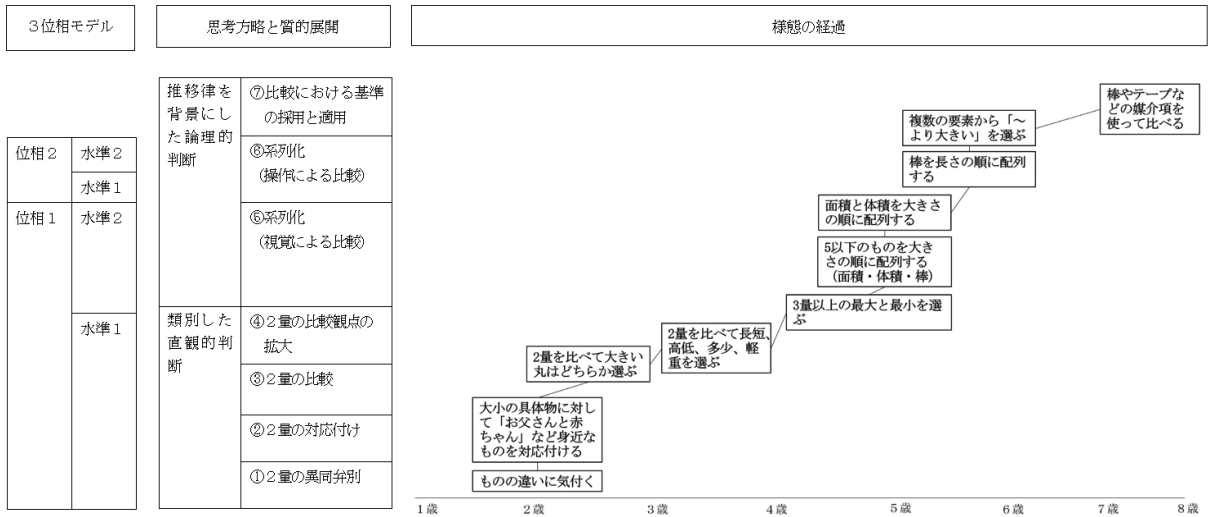 ３位相モデル
思考方略と質的展開
様態の経過
位相２
水準２
水準１
位相１
水準２
水準１
推移律を
背景にし
た論理的
判断
⑦比較における基準
の採用と適用
⑥系列化
（操作による比較）
⑤系列化
（視覚による比較）
類別した
直観的判
断
④２量の比較観点の
拡大
③２量の比較
②２量の対応付け
①２量の異同弁別
棒やテープな
どの媒介項を
使って比べる
複数の要素から「～
より大きい」を選ぶ
棒を長さの順に配列
する
面積と体積を大きさ
の順に配列する
5以下のものを大き
さの順に配列する
（面積・体積・棒）
3量以上の最大と最小を選
ぶ
2量を比べて長短、
高低、多少、軽
重を選ぶ
2量を比べて大きい
丸はどちらか選ぶ
大小の具体物に対し
て「お父さんと赤
ちゃん」など身近な
ものを対応付ける
ものの違いに気付く
１歳
２歳
３歳
４歳
５歳
６歳
７歳
８歳